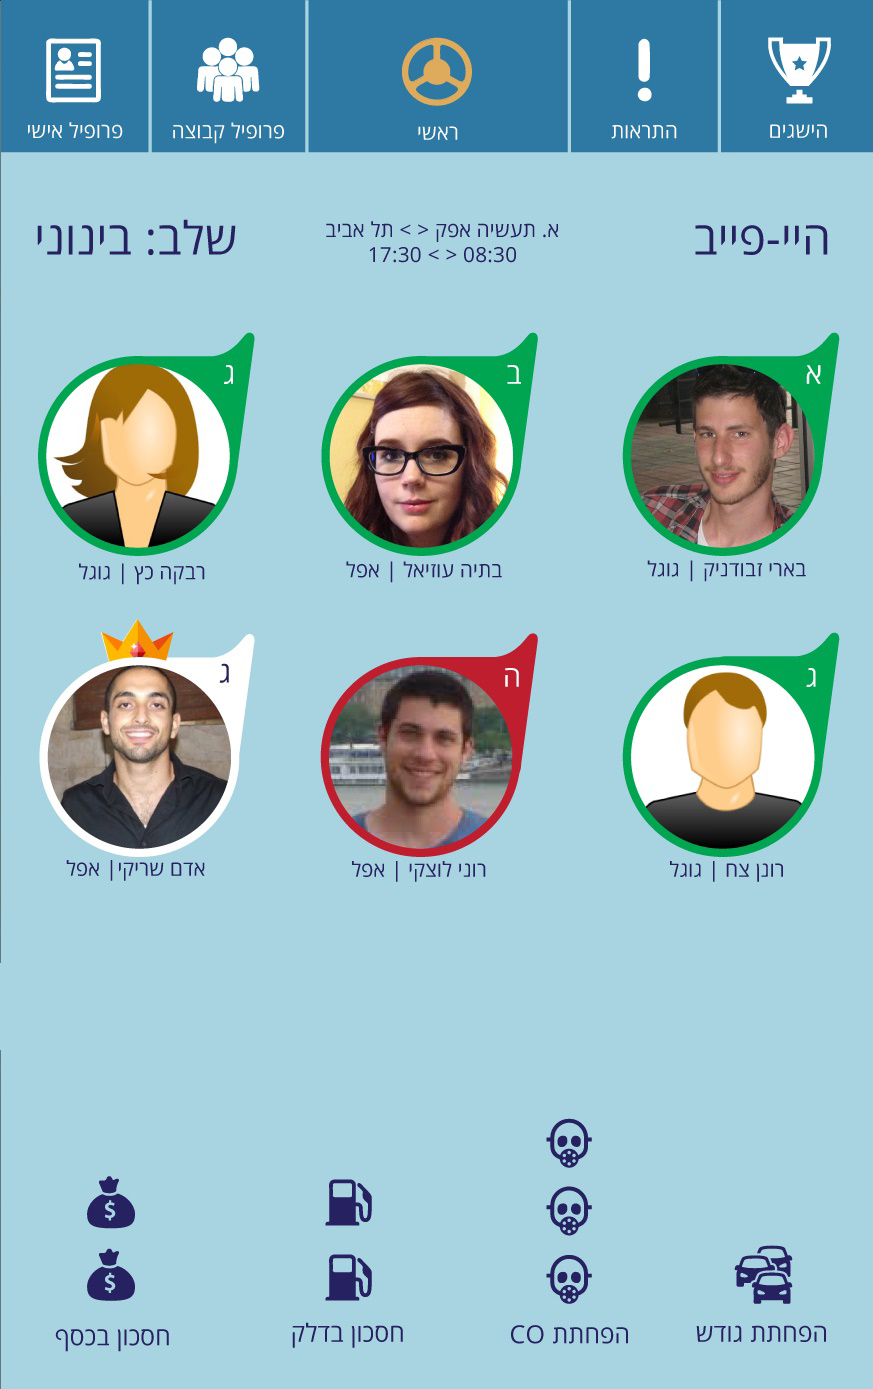 הישגים
התראות
ראשי
פרופיל קבוצה
פרופיל אישי
היי-פייב
א. תעשיה אפק < > תל אביב
08:30 < > 17:30
שלב: בינוני
א
ב
ג
בארי זבודניק | גוגל
בתיה עוזיאל | אפל
רבקה כץ | גוגל
ג
ה
ג
רונן צח | גוגל
רוני לוצקי | אפל
אדם שריקי| אפל
$
$
הפחתת גודש
הפחתת CO
חסכון בדלק
חסכון בכסף